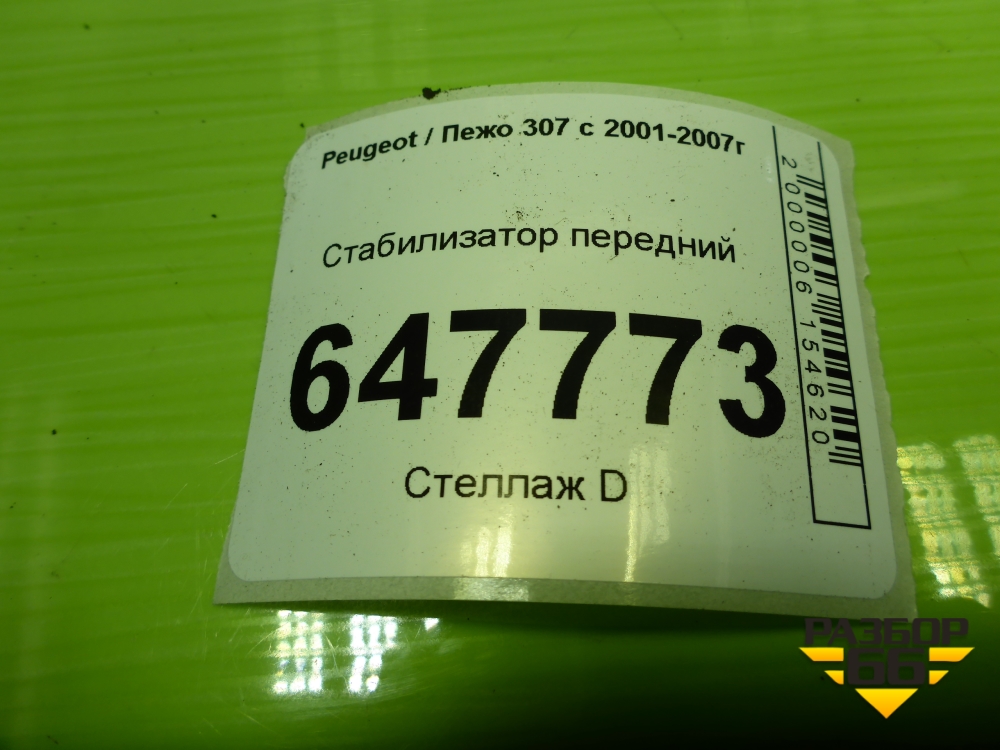 Peugeot / Пежо 307 с 2001-2007г
Стабилизатор передний
647773
Стеллаж D
2000006154620
РАЗБОР
66